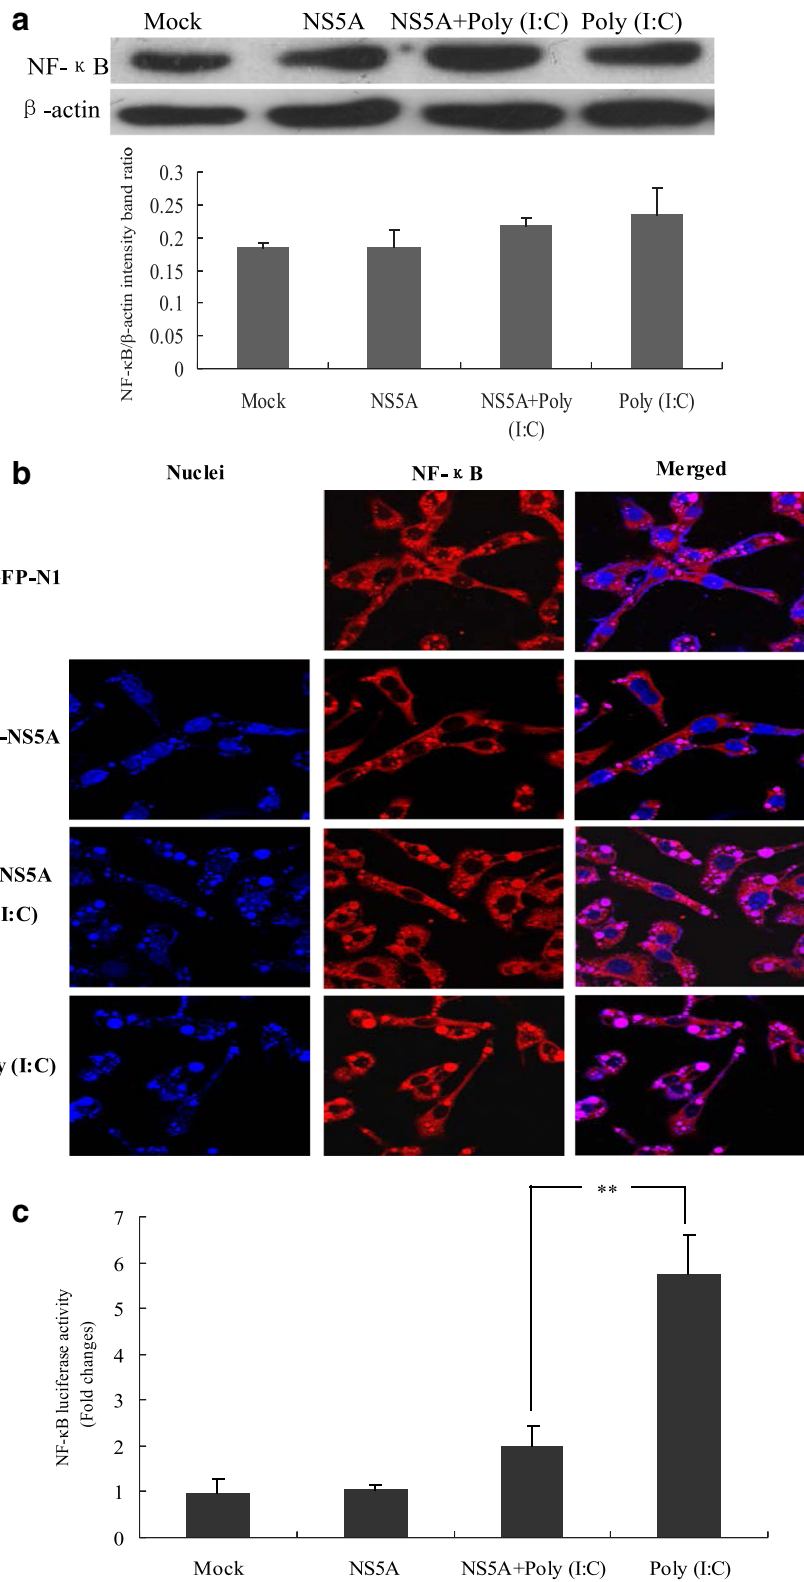 a
Mock NS5A NS5A+Poly (I:C) Poly (I:C)
NF-κB
β-actin
NF-κB/β-actin intensity band ratio
0.3
0.25
0.2
0.15
0.1
0.05
0
Mock NS5A NS5A+Poly (I:C) Poly (I:C)
b
Nuclei NF-κB Merged
FP-N1
-NS5A
NS5A
I:C)
(I:C)
c
**
NF-κB luciferase activity
(Fold changes)
7
6
5
4
3
2
1
0
Mock NS5A NS5A+Poly (I:C) Poly (I:C)